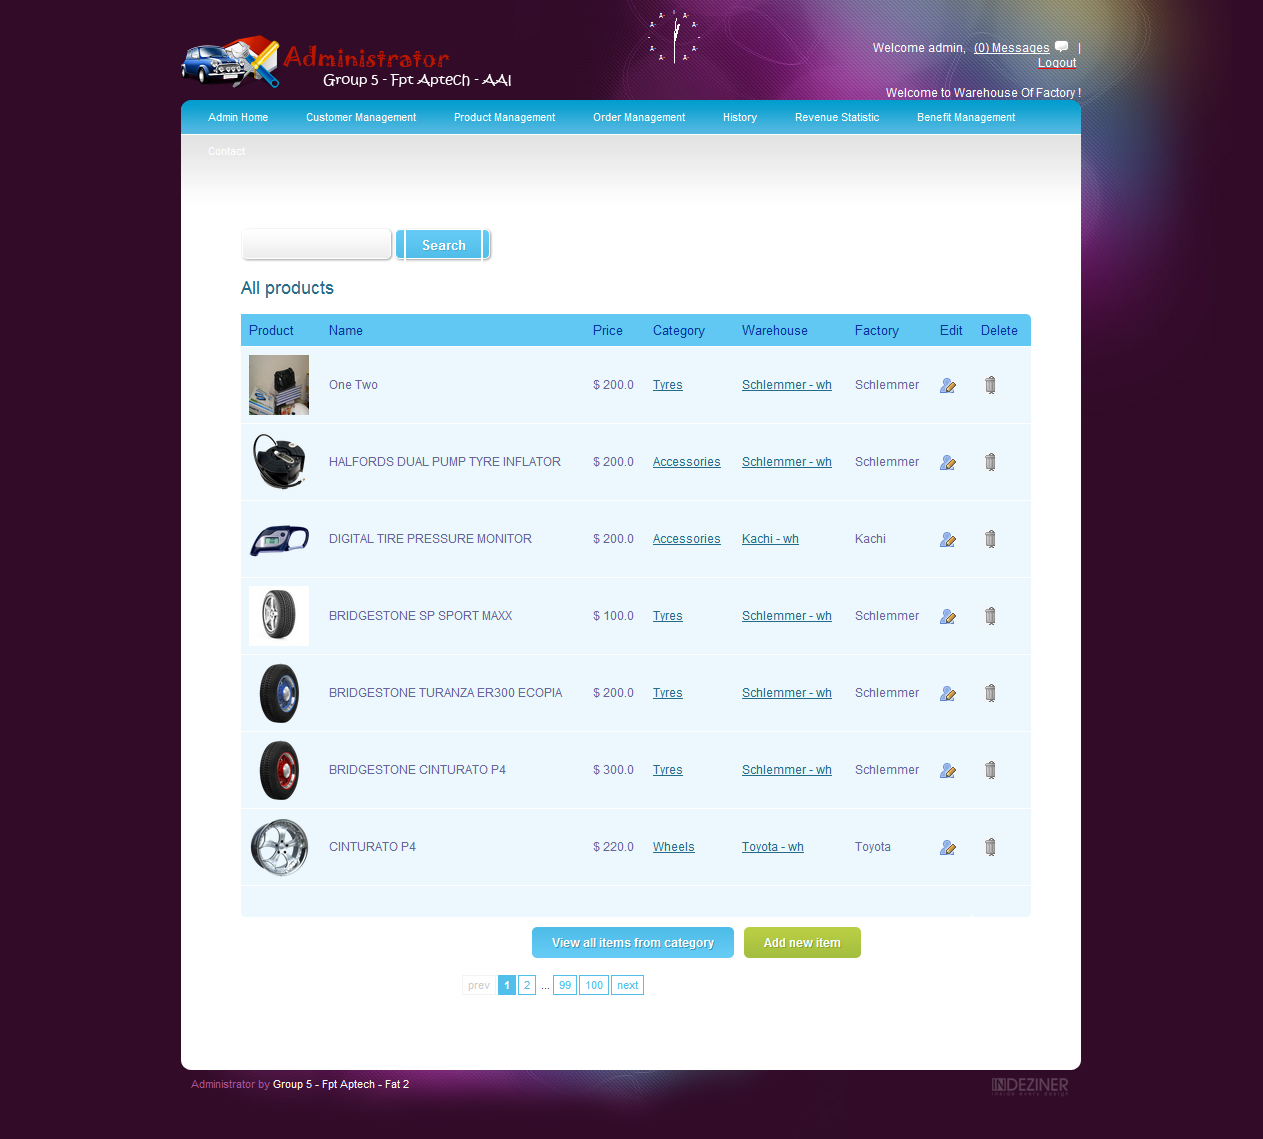 Administrator
Group 5 - Fpt Aptech - AAI
Welcome admin, (0) Messages |
Logout
Welcome to Warehouse Of Factory !
Admin Home Customer Management Product Management Order Management History Revenue Statistic Benefit Management
Contact
Search
All products
Product Name Price Category Warehouse Factory Edit Delete
One Two $ 200.0 Tyres Schlemmer - wh Schlemmer
HALFORDS DUAL PUMP TYRE INFLATOR $ 200.0 Accessories Schlemmer - wh Schlemmer
DIGITAL TIRE PRESSURE MONITOR $ 200.0 Accessories Kachi - wh Kachi
BRIDGESTONE SP SPORT MAXX $ 100.0 Tyres Schlemmer - wh Schlemmer
BRIDGESTONE TURANZA ER300 ECOPIA $ 200.0 Tyres Schlemmer - wh Schlemmer
BRIDGESTONE CINTURATO P4 $ 300.0 Tyres Schlemmer - wh Schlemmer
CINTURATO P4 $ 220.0 Wheels Toyota - wh Toyota
View all items from category Add new item
prev 1 2 ... 99 100 next
Administrator by Group 5 - Fpt Aptech - Fat 2
INDEZINER
inside every design